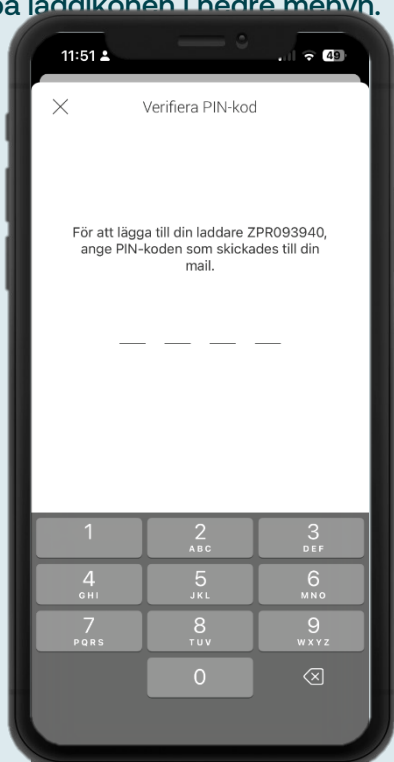 på laddikonen i nedre menyn.
11:51
49
Verifiera PIN-kod
För att lägga till din laddare ZPR093940,
ange PIN-koden som skickades till din
mail.
1 2 3
ABC DEF
4 5 6
GHI JKL MNO
7 8 9
PQRS TUV WXYZ
0